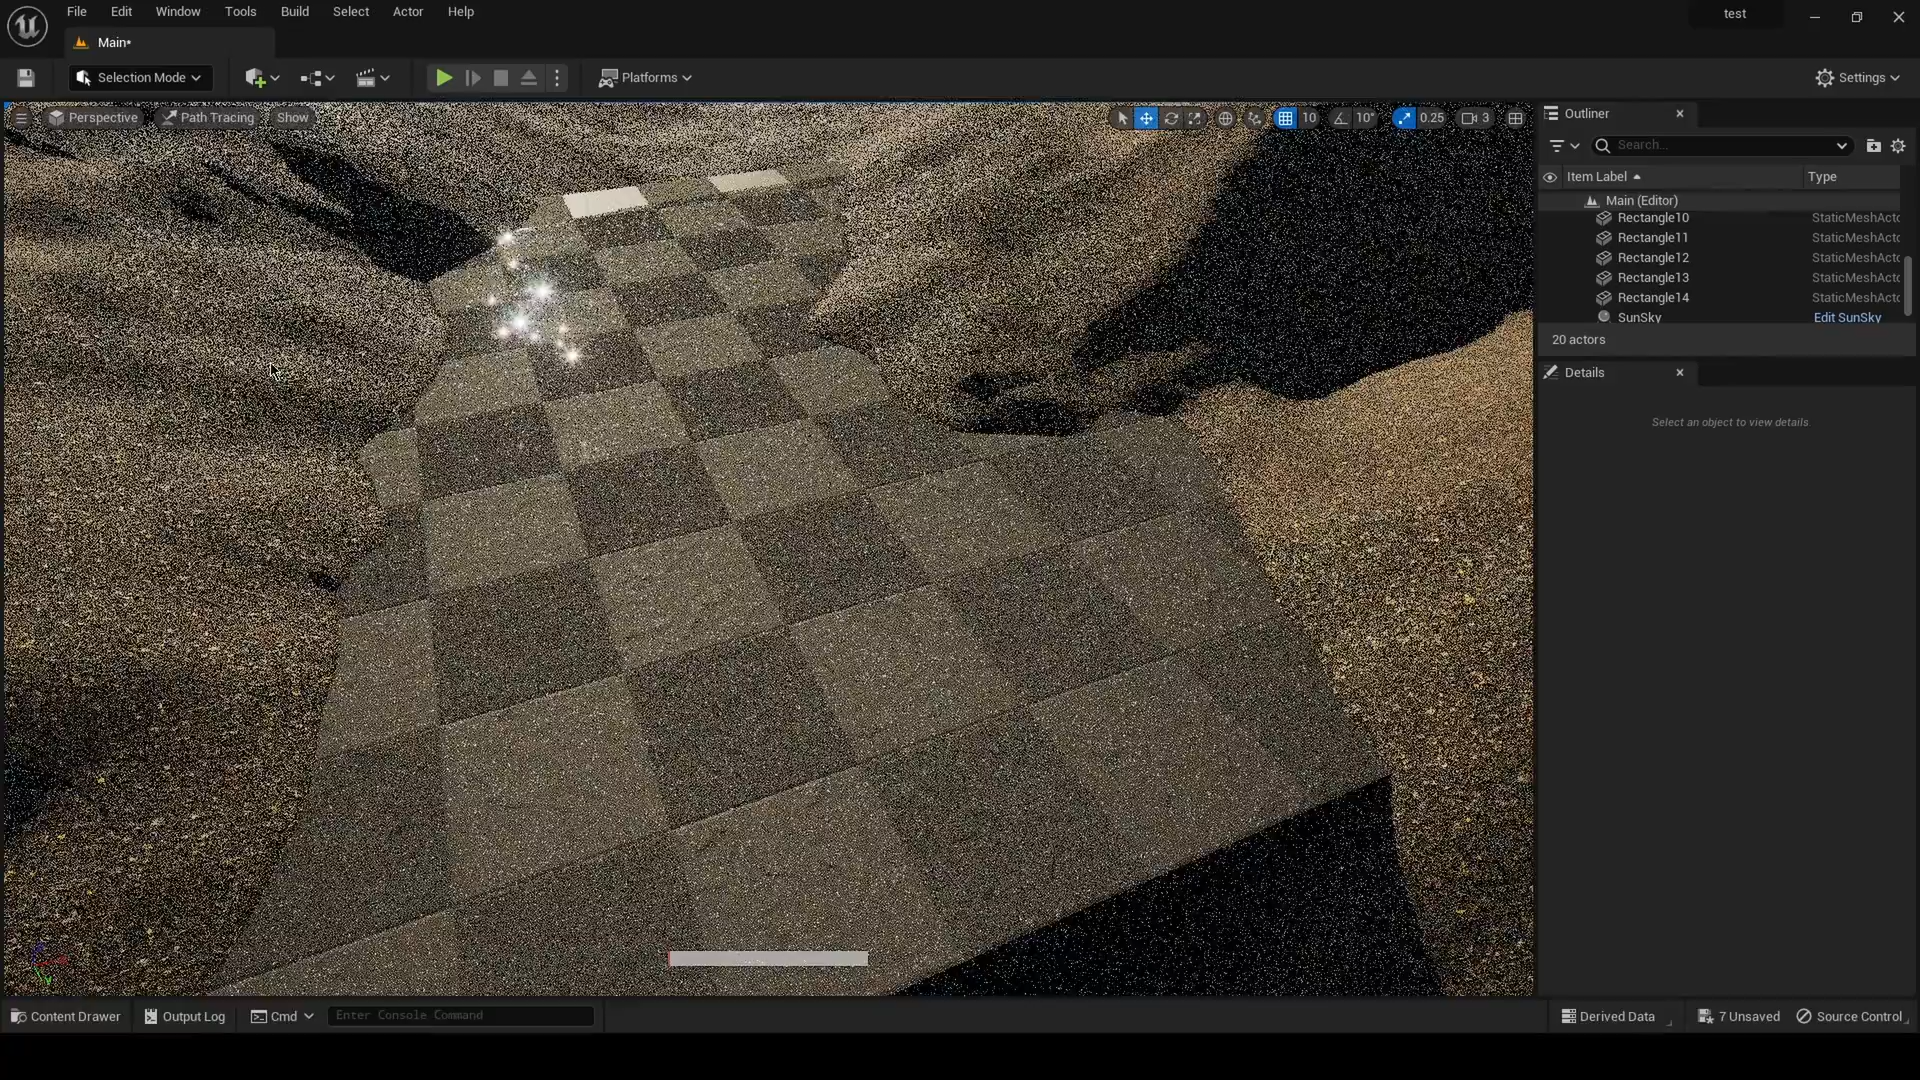 File Edit Window Tools Build Select Actor Help
test
Main*
Selection Mode
Platforms
Settings
Perspective Path Tracing Show
10 10° 0.25 3
Outliner
Search...
Item Label Type
Main (Editor)
Rectangle10 StaticMeshActo
Rectangle11 StaticMeshActo
Rectangle12 StaticMeshActo
Rectangle13 StaticMeshActo
Rectangle14 StaticMeshActo
SunSky Edit SunSky
20 actors
Details
Select an object to view details
Content Drawer Output Log Cmd Enter Console Command Derived Data 7 Unsaved Source Control